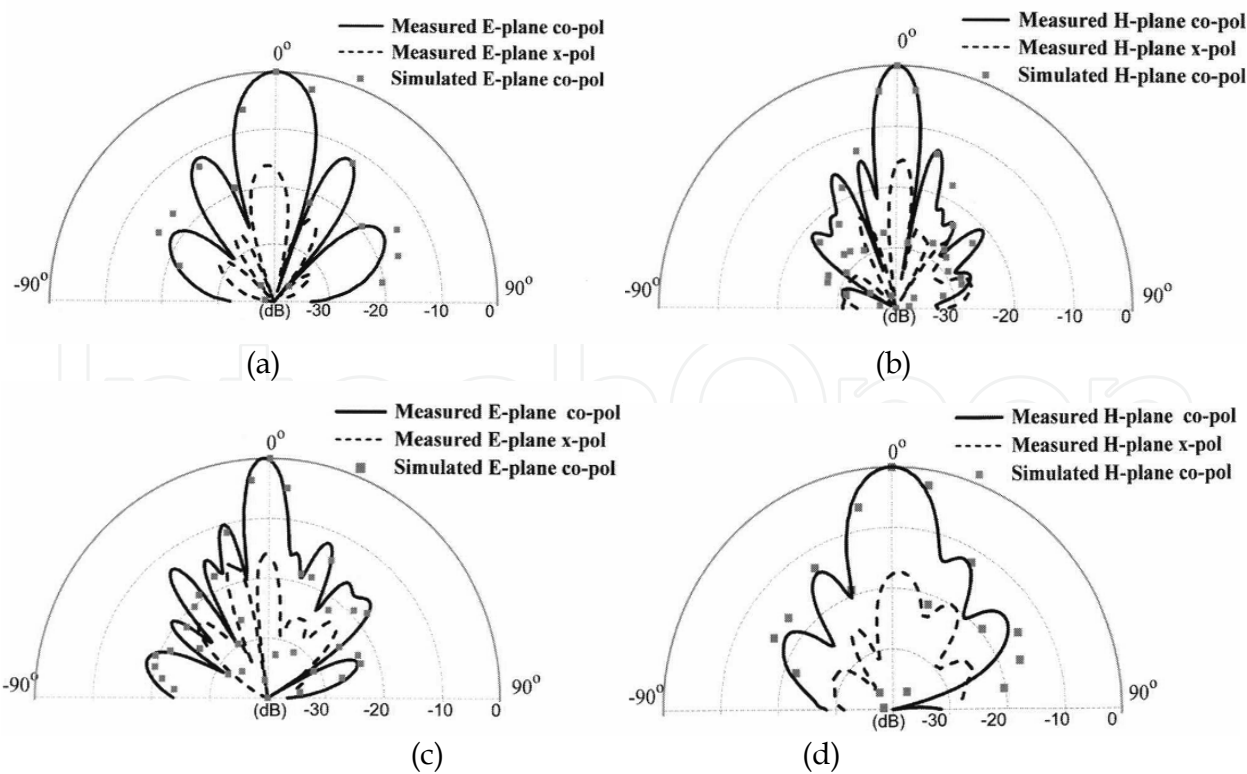 Measured E-plane co-pol
Measured E-plane x-pol
Simulated E-plane co-pol
0°
-90°
90°
(dB) -30 -20 -10 0
(a)
Measured H-plane co-pol
Measured H-plane x-pol
Simulated H-plane co-pol
0°
-90°
90°
(dB) -30 -20 -10 0
(b)
Measured E-plane co-pol
Measured E-plane x-pol
Simulated E-plane co-pol
0°
-90°
90°
(dB) -30 -20 -10 0
(c)
Measured H-plane co-pol
Measured H-plane x-pol
Simulated H-plane co-pol
0°
-90°
90°
(dB) -30 -20 -10 0
(d)